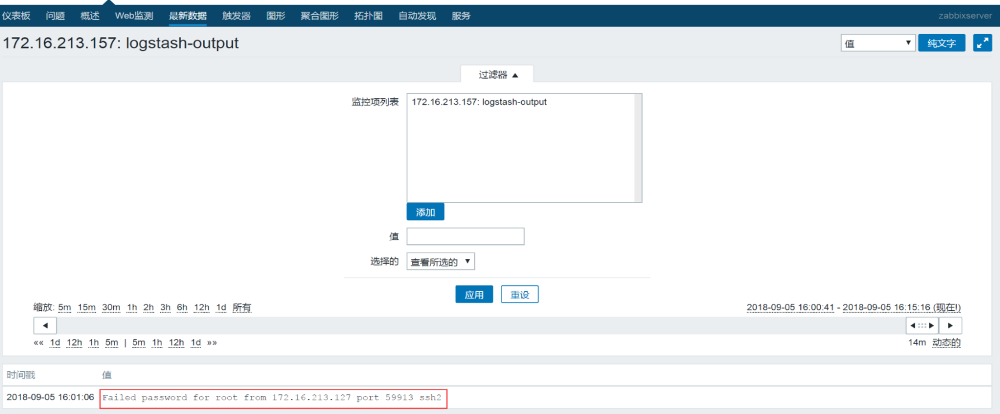 仪表板 问题 概述 Web监测 最新数据 触发器 图形 聚合图形 拓扑图 自动发现 服务 zabbixserver
172.16.213.157: logstash-output 值 纯文字
过滤器
监控项列表 172.16.213.157: logstash-output
添加
值
选择的 查看所选的
应用 重设
缩放: 5m 15m 30m 1h 2h 3h 6h 12h 1d 所有 2018-09-05 16:00:41 - 2018-09-05 16:15:16 (现在!)
«« 1d 12h 1h 5m | 5m 1h 12h 1d »» 14m 动态的
时间戳 值
2018-09-05 16:01:06 Failed password for root from 172.16.213.127 port 59913 ssh2